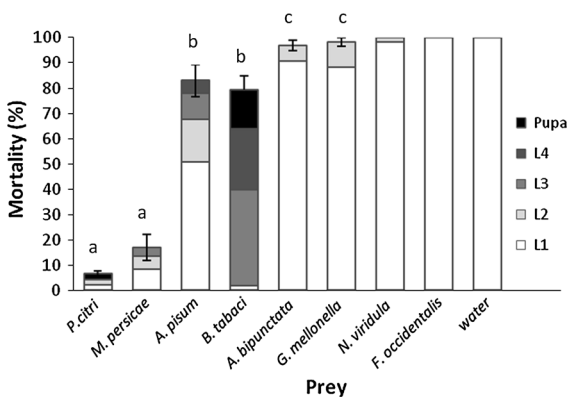 Mortality (%)
100
90
80
70
60
50
40
30
20
10
0
a
a
b
b
c
c
P.citri
M. persicae
A. pisum
B. tabaci
A. bipunctata
G. mellonella
N. viridula
F. occidentalis
water
Prey
Pupa
L4
L3
L2
L1